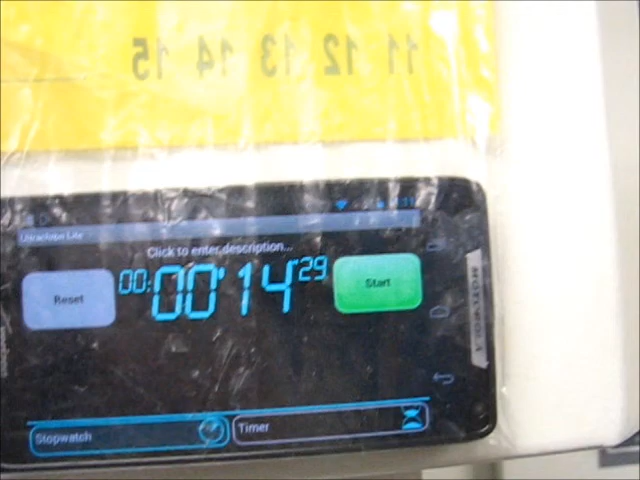 11 12 13 14 15
Ultrachron Lite
Click to enter description...
Reset
00:00'14"29
Start
MOTOROLA
Stopwatch
Timer